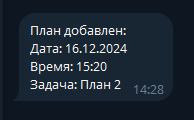 План добавлен:
Дата: 16.12.2024
Время: 15:20
Задача: План 2
14:28